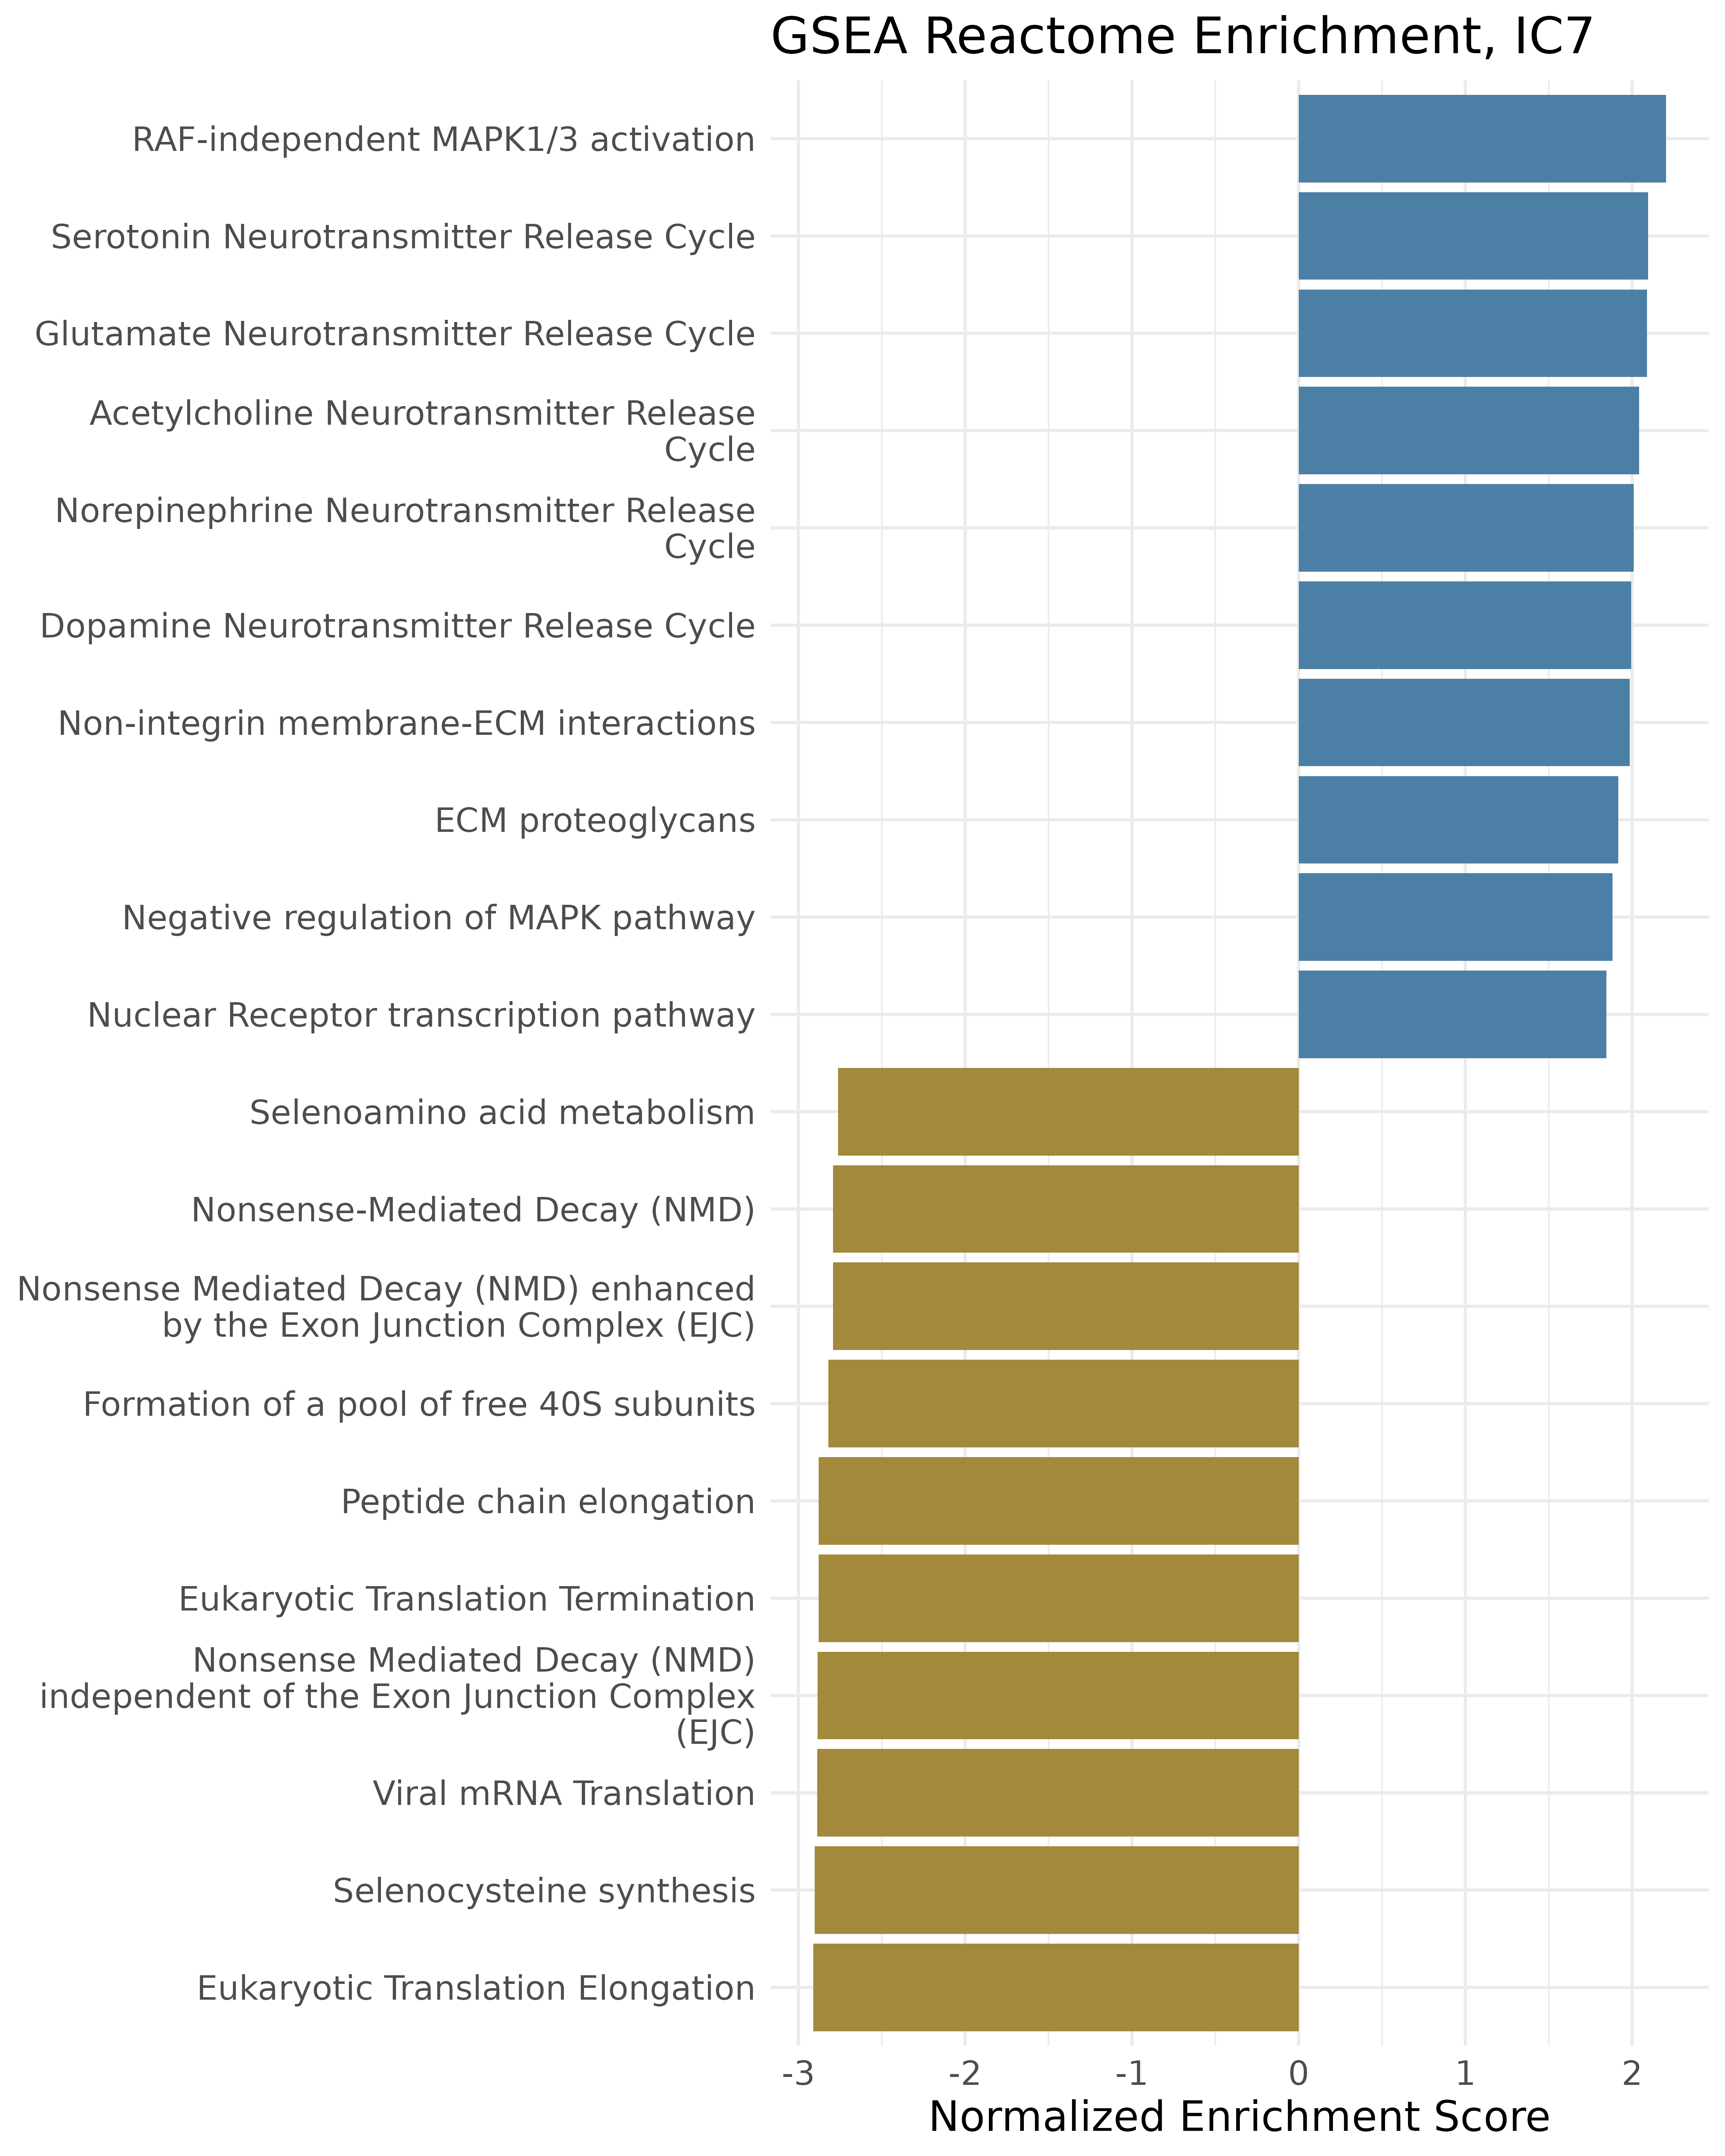 GSEA Reactome Enrichment, IC7
RAF-independent MAPK1/3 activation
Serotonin Neurotransmitter Release Cycle
Glutamate Neurotransmitter Release Cycle
Acetylcholine Neurotransmitter Release
Cycle
Norepinephrine Neurotransmitter Release
Cycle
Dopamine Neurotransmitter Release Cycle
Non-integrin membrane-ECM interactions
ECM proteoglycans
Negative regulation of MAPK pathway
Nuclear Receptor transcription pathway
Selenoamino acid metabolism
Nonsense-Mediated Decay (NMD)
Nonsense Mediated Decay (NMD) enhanced
by the Exon Junction Complex (EJC)
Formation of a pool of free 40S subunits
Peptide chain elongation
Eukaryotic Translation Termination
Nonsense Mediated Decay (NMD)
independent of the Exon Junction Complex
(EJC)
Viral mRNA Translation
Selenocysteine synthesis
Eukaryotic Translation Elongation
-3 -2 -1 0 1 2
Normalized Enrichment Score